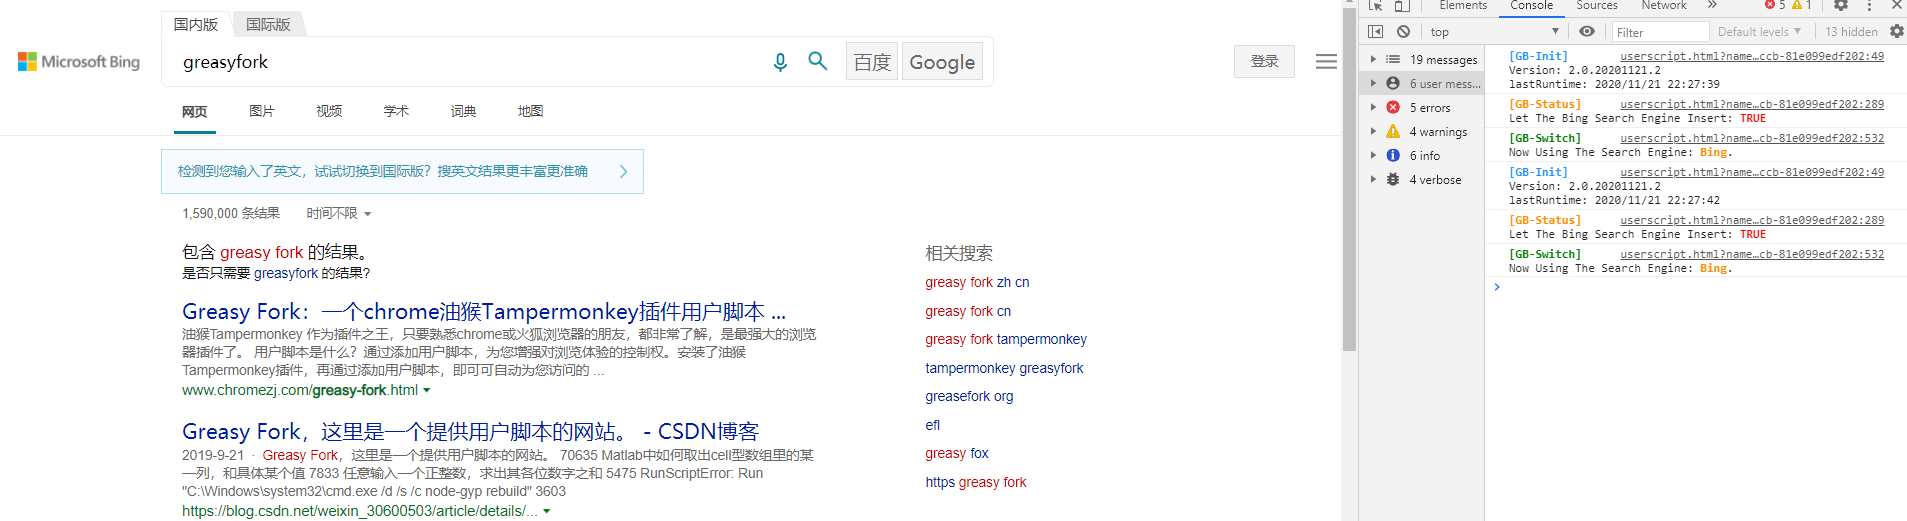 国内版
国际版
Microsoft Bing
greasyfork
百度
Google
登录
网页
图片
视频
学术
词典
地图
检测到您输入了英文，试试切换到国际版？搜英文结果更丰富更准确
1,590,000 条结果
时间不限
包含 greasy fork 的结果。
是否只需要 greasyfork 的结果?
Greasy Fork：一个chrome油猴Tampermonkey插件用户脚本 ...
油猴Tampermonkey 作为插件之王，只要熟悉chrome或火狐浏览器的朋友，都非常了解，是最强大的浏览
器插件了。 用户脚本是什么？通过添加用户脚本，为您增强对浏览体验的控制权。安装了油猴
Tampermonkey插件，再通过添加用户脚本，即可可自动为您访问的 ...
www.chromezj.com/greasy-fork.html
Greasy Fork，这里是一个提供用户脚本的网站。 - CSDN博客
2019-9-21 · Greasy Fork，这里是一个提供用户脚本的网站。 70635 Matlab中如何取出cell型数组里的某
一列，和具体某个值 7833 任意输入一个正整数，求出其各位数字之和 5475 RunScriptError: Run
"C:\Windows\system32\cmd.exe /d /s /c node-gyp rebuild" 3603
https://blog.csdn.net/weixin_30600503/article/details/...
相关搜索
greasy fork zh cn
greasy fork cn
greasy fork tampermonkey
tampermonkey greasyfork
greasefork org
efl
greasy fox
https greasy fork
Elements
Console
Sources
Network
5
1
top
Filter
Default levels
13 hidden
19 messages
6 user mess...
5 errors
4 warnings
6 info
4 verbose
[GB-Init] userscript.html?name…ccb-81e099edf202:49
Version: 2.0.20201121.2
lastRuntime: 2020/11/21 22:27:39
[GB-Status] userscript.html?name…cb-81e099edf202:289
Let The Bing Search Engine Insert: TRUE
[GB-Switch] userscript.html?name…cb-81e099edf202:532
Now Using The Search Engine: Bing.
[GB-Init] userscript.html?name…ccb-81e099edf202:49
Version: 2.0.20201121.2
lastRuntime: 2020/11/21 22:27:42
[GB-Status] userscript.html?name…cb-81e099edf202:289
Let The Bing Search Engine Insert: TRUE
[GB-Switch] userscript.html?name…cb-81e099edf202:532
Now Using The Search Engine: Bing.